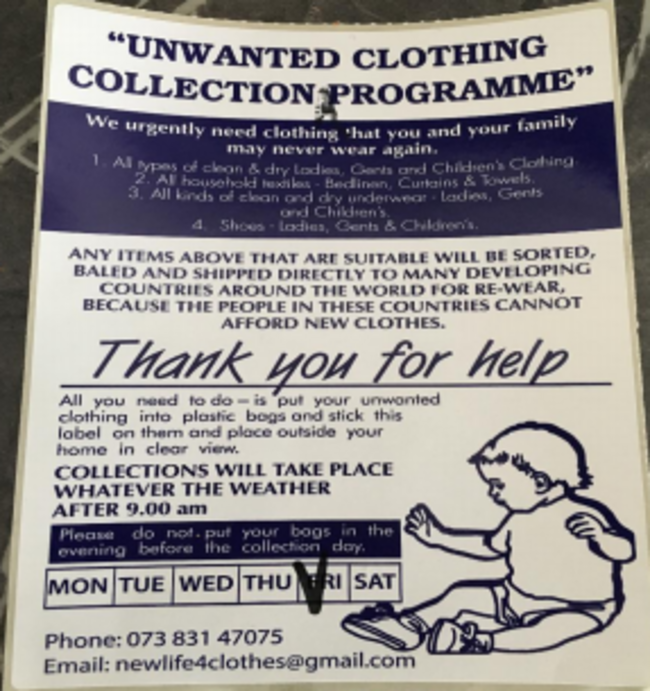 “UNWANTED CLOTHING
COLLECTION PROGRAMME”
We urgently need clothing that you and your family
may never wear again.
1. All types of clean & dry Ladies, Gents and Children's Clothing.
2. All household textiles - Bedlinen, Curtains & Towels.
3. All kinds of clean and dry underwear - Ladies, Gents
and Children's.
4. Shoes - Ladies, Gents & Children's.
ANY ITEMS ABOVE THAT ARE SUITABLE WILL BE SORTED,
BALED AND SHIPPED DIRECTLY TO MANY DEVELOPING
COUNTRIES AROUND THE WORLD FOR RE-WEAR,
BECAUSE THE PEOPLE IN THESE COUNTRIES CANNOT
AFFORD NEW CLOTHES.
Thank you for help
All you need to do – is put your unwanted
clothing into plastic bags and stick this
label on them and place outside your
home in clear view.
COLLECTIONS WILL TAKE PLACE
WHATEVER THE WEATHER
AFTER 9.00 am
Please do not put your bags in the
evening before the collection day.
MON TUE WED THU FRI SAT
Phone: 073 831 47075
Email: newlife4clothes@gmail.com